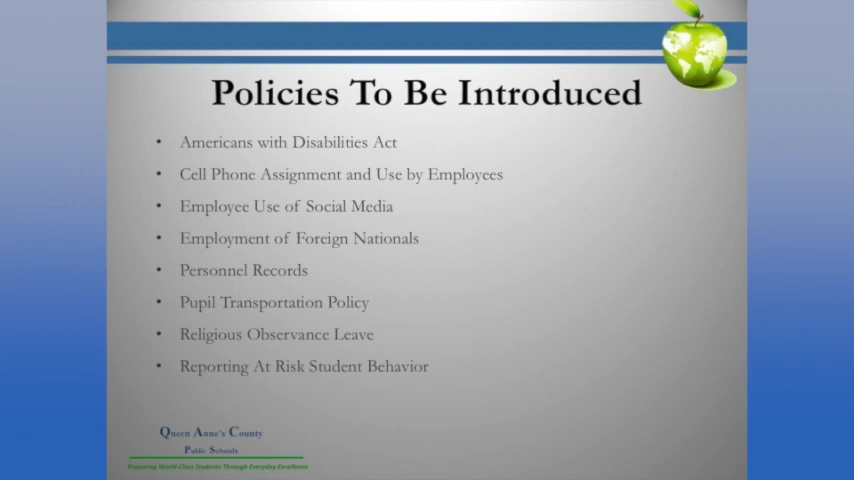 Policies To Be Introduced
• Americans with Disabilities Act
• Cell Phone Assignment and Use by Employees
• Employee Use of Social Media
• Employment of Foreign Nationals
• Personnel Records
• Pupil Transportation Policy
• Religious Observance Leave
• Reporting At Risk Student Behavior
Queen Anne's County
Public Schools
Preparing World-Class Students Through Everyday Excellence